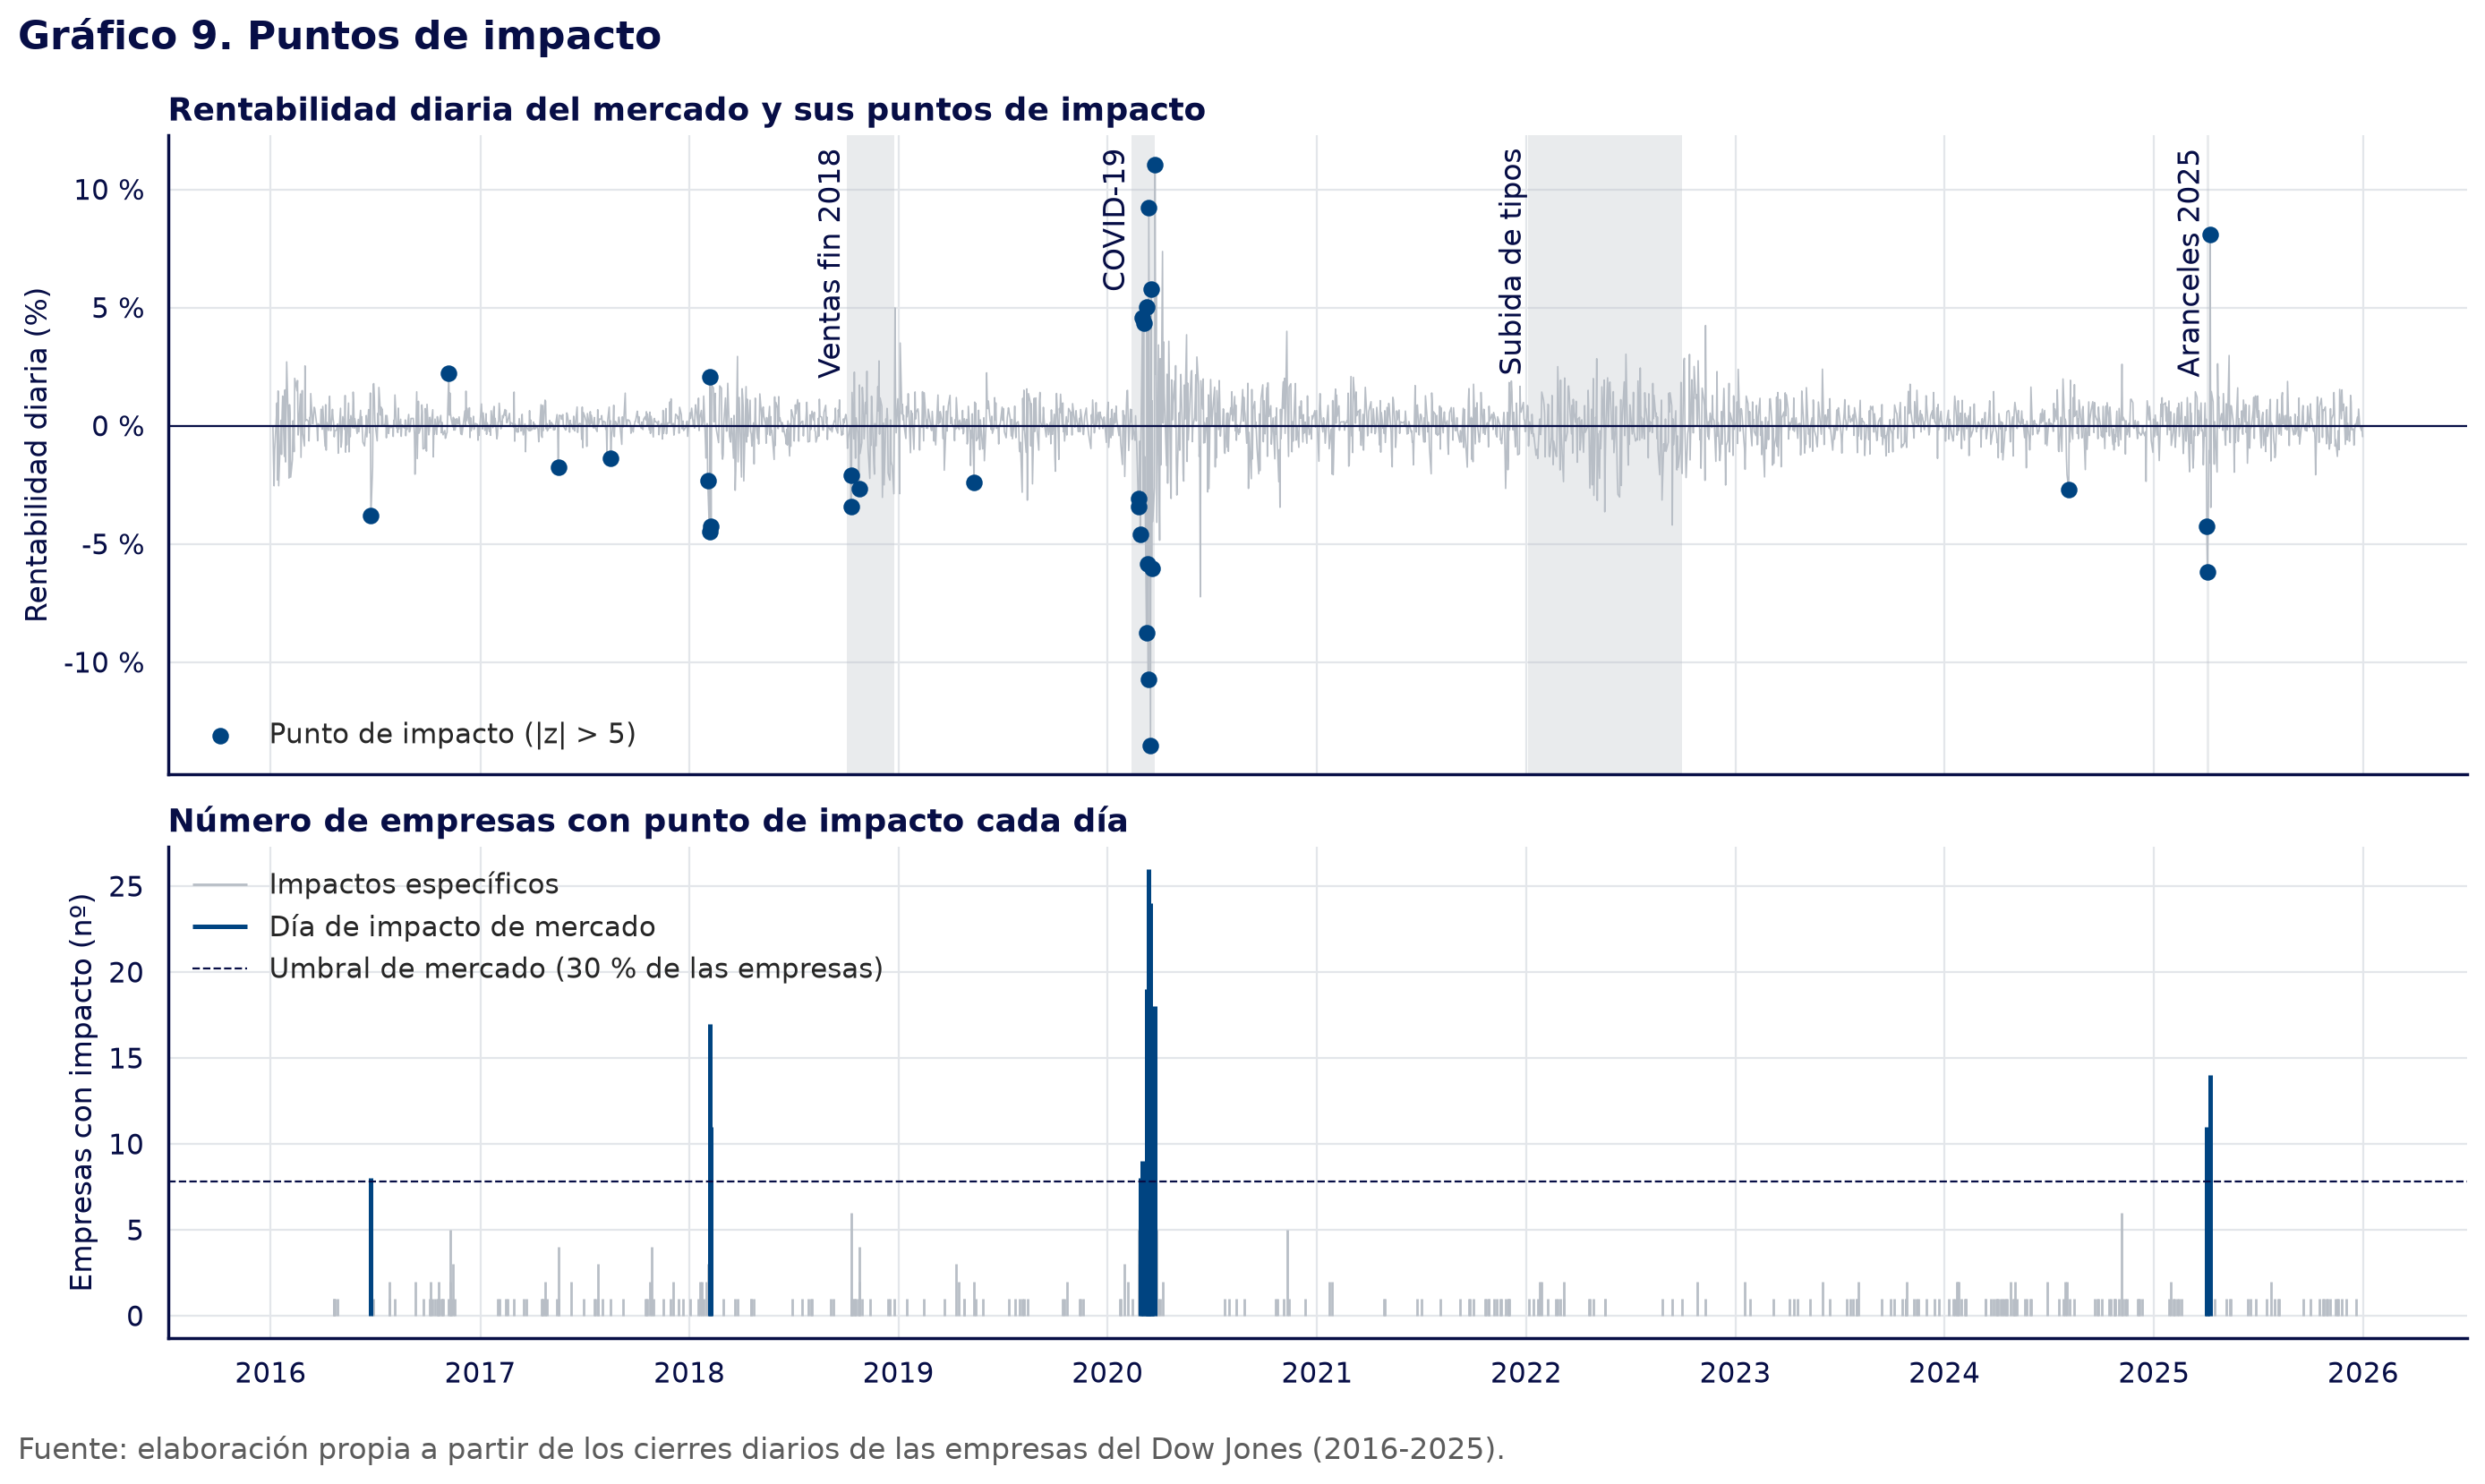 Gráfico 9. Puntos de impacto
Rentabilidad diaria del mercado y sus puntos de impacto
Rentabilidad diaria (%)
10 %
5 %
0 %
-5 %
-10 %
Ventas fin 2018
COVID-19
Subida de tipos
Aranceles 2025
Punto de impacto (|z| > 5)
Número de empresas con punto de impacto cada día
Empresas con impacto (nº)
25
20
15
10
5
0
Impactos específicos
Día de impacto de mercado
Umbral de mercado (30 % de las empresas)
2016 2017 2018 2019 2020 2021 2022 2023 2024 2025 2026
Fuente: elaboración propia a partir de los cierres diarios de las empresas del Dow Jones (2016-2025).